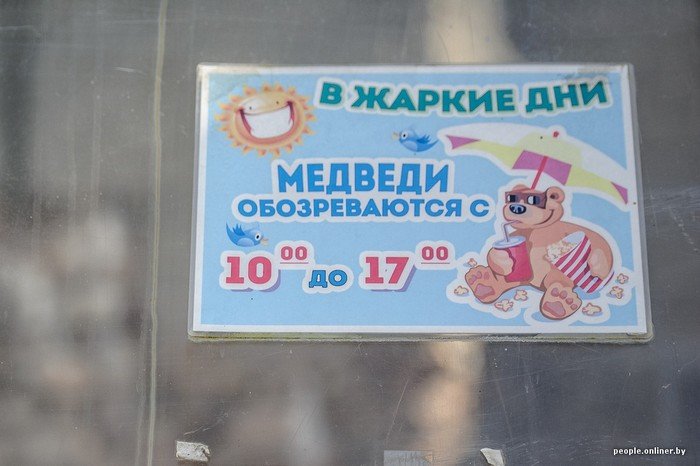 В ЖАРКИЕ ДНИ
МЕДВЕДИ
ОБОЗРЕВАЮТСЯ С
10 00 ДО 17 00
people.onliner.by